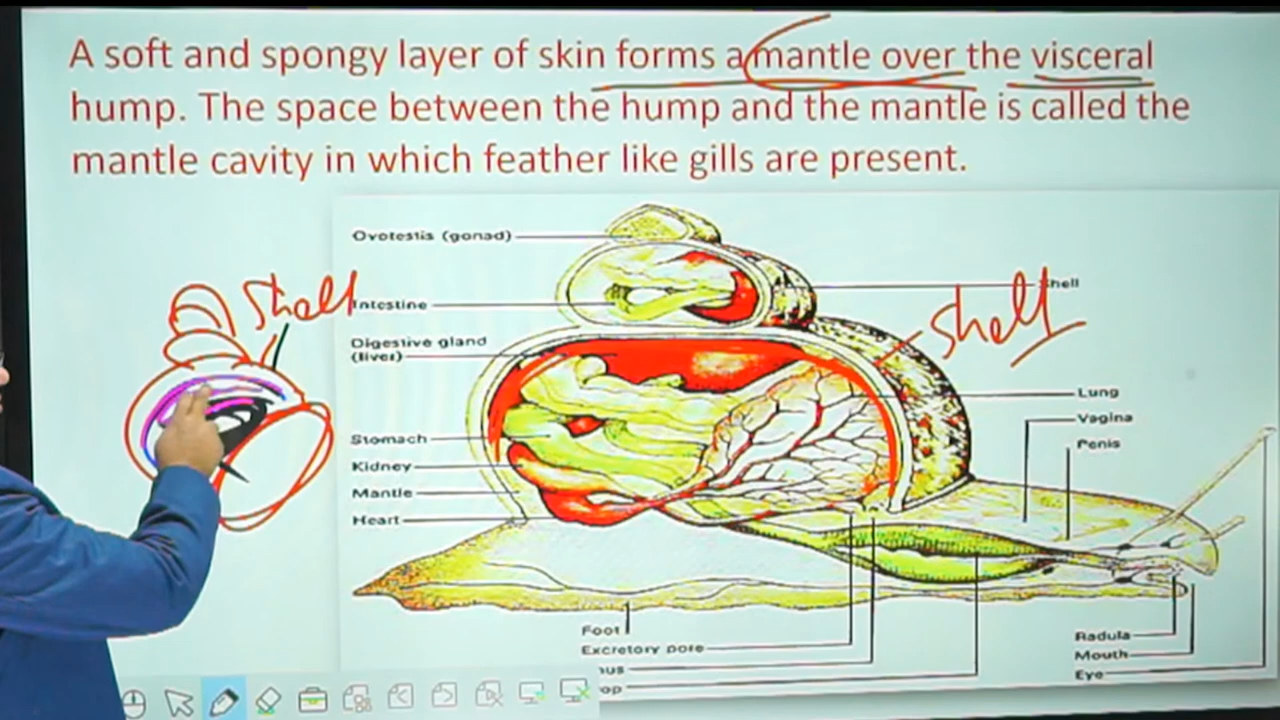 A soft and spongy layer of skin forms a mantle over the visceral
hump. The space between the hump and the mantle is called the
mantle cavity in which feather like gills are present.
Ovotestis (gonad)
Shell
Intestine
Shell
Shell
Digestive gland
(liver)
Lung
Vagina
Stomach
Penis
Kidney
Mantle
Heart
Foot
Excretory pore
Radula
Mouth
Eye